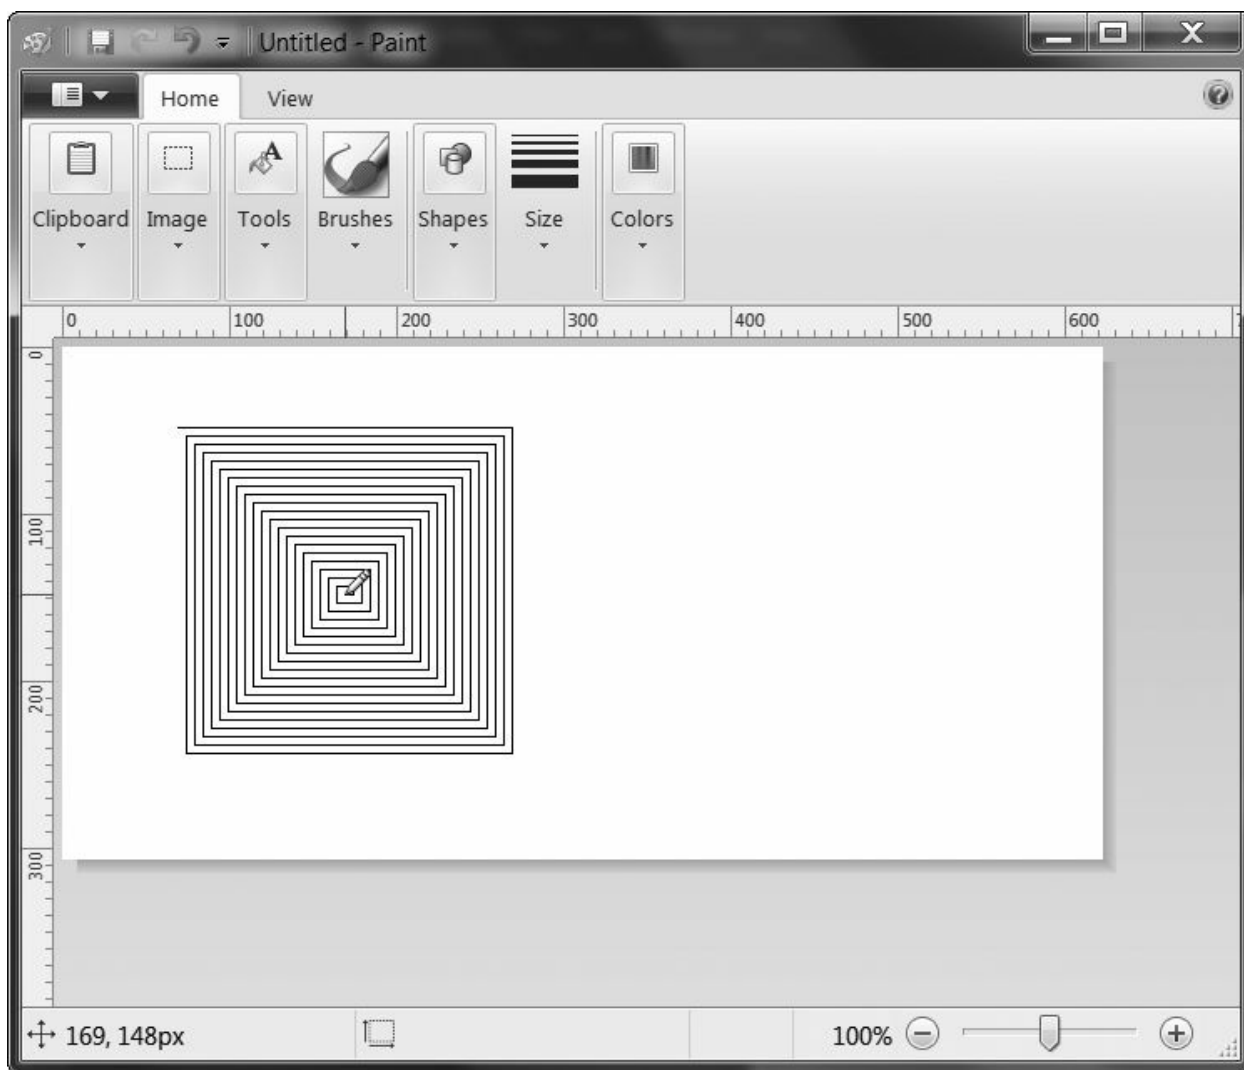 Untitled - Paint
Home View
Clipboard Image Tools Brushes Shapes Size Colors
0 100 200 300 400 500 600
0
100
200
300
169, 148px 100%